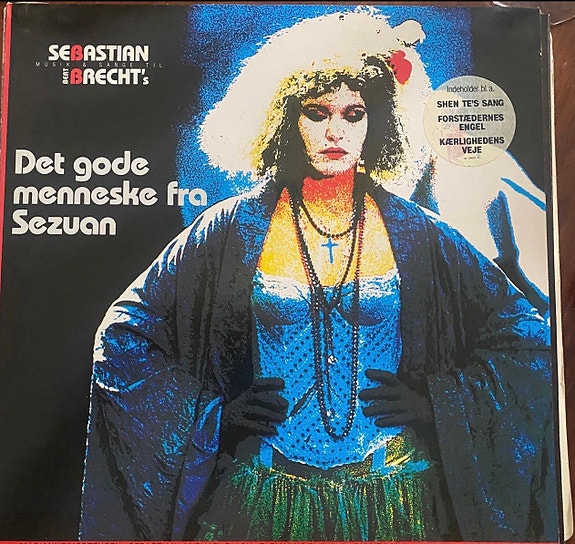 SEBASTIAN
MUSIK & SANGE TIL
BERT BRECHT's
Det gode
menneske fra
Sezuan
Indeholder bl. a.
SHEN TE'S SANG
FORSTÆDERNES
ENGEL
KÆRLIGHEDENS
VEJE